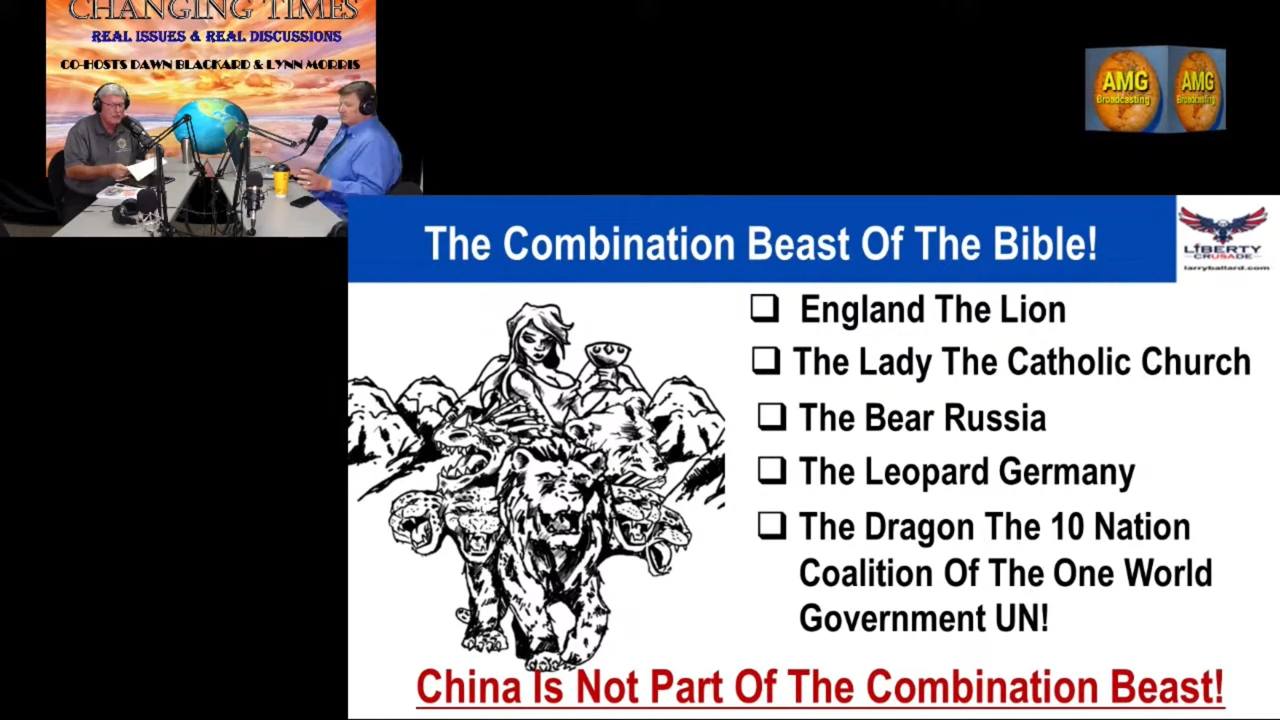 CHANGING TIMES
REAL ISSUES & REAL DISCUSSIONS
CO-HOSTS DAWN BLACKARD & LYNN MORRIS
AMG
Broadcasting
AMG
Broadcasting
The Combination Beast Of The Bible!
LIBERTY
CRUSADE
larryballard.com
England The Lion
The Lady The Catholic Church
The Bear Russia
The Leopard Germany
The Dragon The 10 Nation
Coalition Of The One World
Government UN!
China Is Not Part Of The Combination Beast!